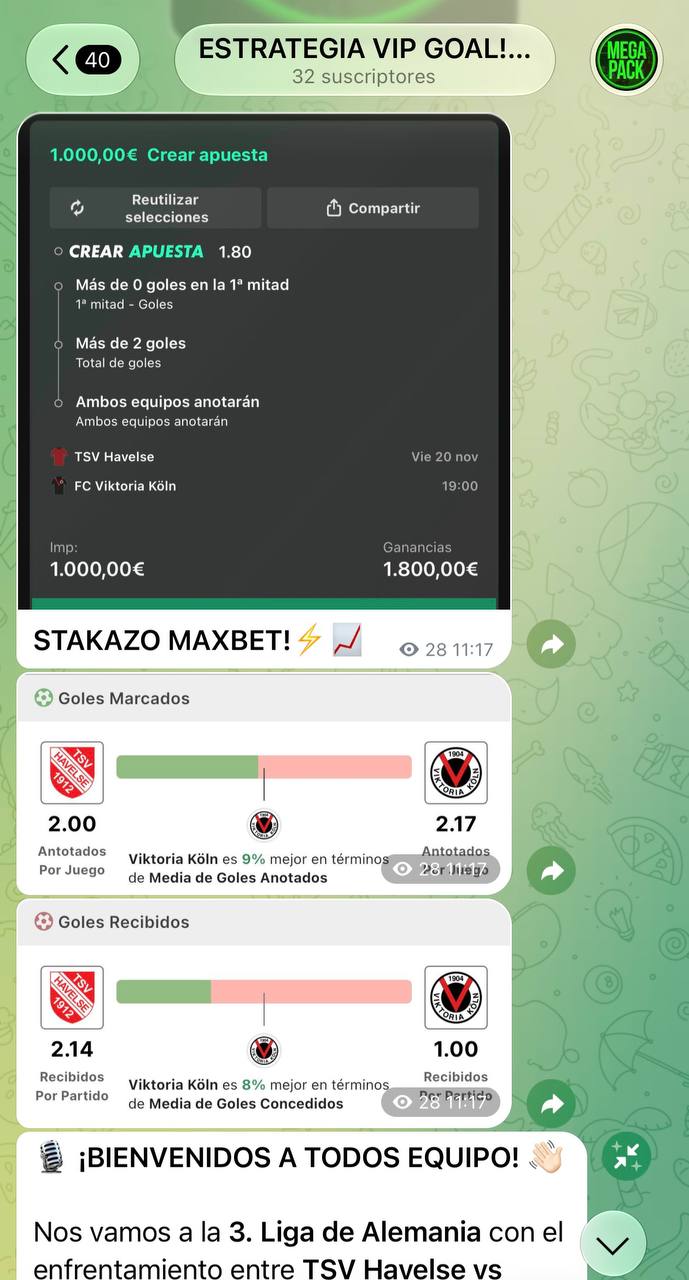 40
ESTRATEGIA VIP GOAL!...
32 suscriptores
MEGA
PACK
1.000,00€ Crear apuesta
Reutilizar
selecciones
Compartir
CREAR APUESTA 1.80
Más de 0 goles en la 1ª mitad
1ª mitad - Goles
Más de 2 goles
Total de goles
Ambos equipos anotarán
Ambos equipos anotarán
TSV Havelse
Vie 20 nov
FC Viktoria Köln
19:00
Imp:
Ganancias
1.000,00€
1.800,00€
STAKAZO MAXBET!⚡📈
28 11:17
Goles Marcados
TSV
HAVELSE
1912
1904
VIKTORIA KÖLN
2.00
2.17
Antotados
Por Juego
Antotados
Por Juego
Viktoria Köln es 9% mejor en términos
de Media de Goles Anotados
28 11:17
Goles Recibidos
TSV
HAVELSE
1912
1904
VIKTORIA KÖLN
2.14
1.00
Recibidos
Por Partido
Recibidos
Por Partido
Viktoria Köln es 8% mejor en términos
de Media de Goles Concedidos
28 11:17
🎙️ ¡BIENVENIDOS A TODOS EQUIPO! 👋🏻
Nos vamos a la 3. Liga de Alemania con el
enfrentamiento entre TSV Havelse vs